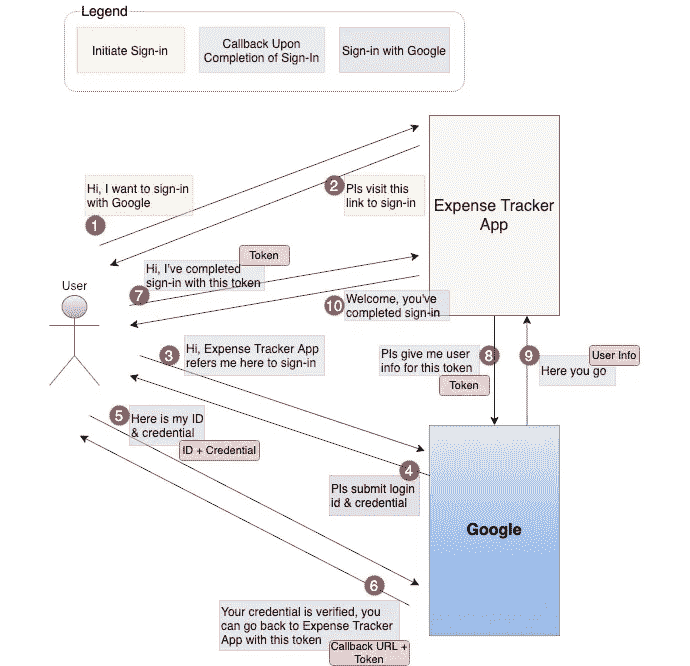 Legend
Initiate Sign-in
Callback Upon
Completion of Sign-In
Sign-in with Google
Expense Tracker
App
Hi, I want to sign-in
with Google
1
2
Pls visit this
link to sign-in
User
Token
Hi, I've completed
sign-in with this token
7
10
Welcome, you've
completed sign-in
3
Hi, Expense Tracker App
refers me here to sign-in
Pls give me user
info for this token
8
Token
9
User Info
Here you go
5
Here is my ID
& credential
ID + Credential
4
Pls submit login
id & credential
Google
6
Your credential is verified, you
can go back to Expense Tracker
App with this token
Callback URL +
Token